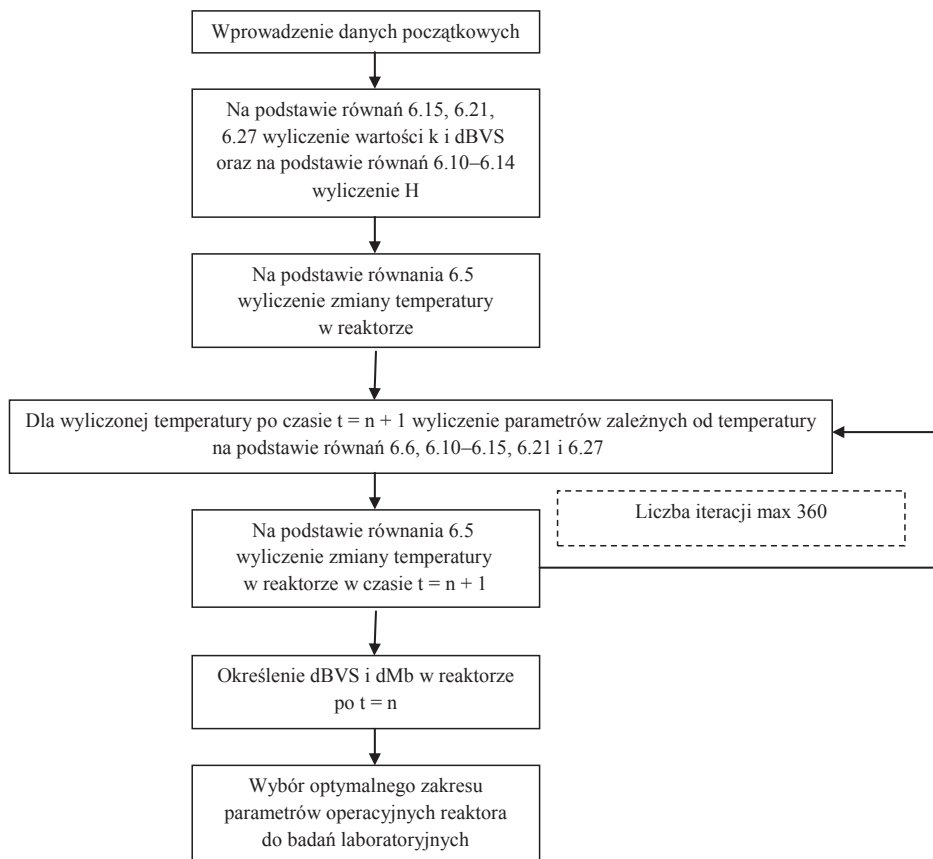 Wprowadzenie danych początkowych
Na podstawie równań 6.15, 6.21,
6.27 wyliczenie wartości k i dBVS
oraz na podstawie równań 6.10–6.14
wyliczenie H
Na podstawie równania 6.5
wyliczenie zmiany temperatury
w reaktorze
Dla wyliczonej temperatury po czasie t = n + 1 wyliczenie parametrów zależnych od temperatury
na podstawie równań 6.6, 6.10–6.15, 6.21 i 6.27
Liczba iteracji max 360
Na podstawie równania 6.5
wyliczenie zmiany temperatury
w reaktorze w czasie t = n + 1
Określenie dBVS i dMb w reaktorze
po t = n
Wybór optymalnego zakresu
parametrów operacyjnych reaktora
do badań laboratoryjnych